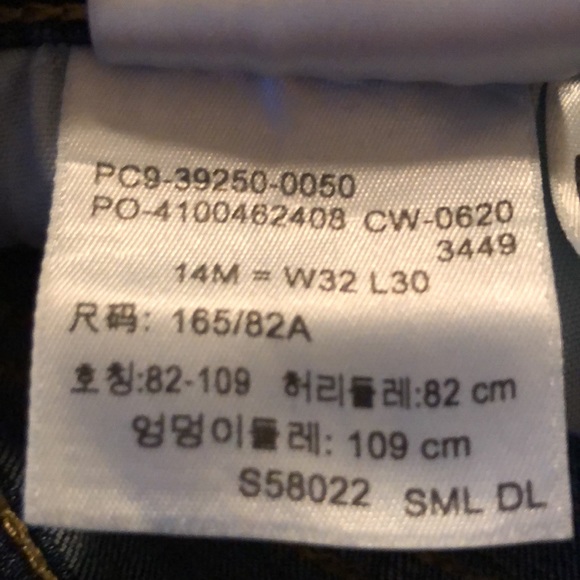 PC9-39250-0050
PO-4100462408 CW-0620
3449
14M = W32 L30
尺码: 165/82A
호칭:82-109 허리둘레:82 cm
엉덩이둘레: 109 cm
S58022 SML DL